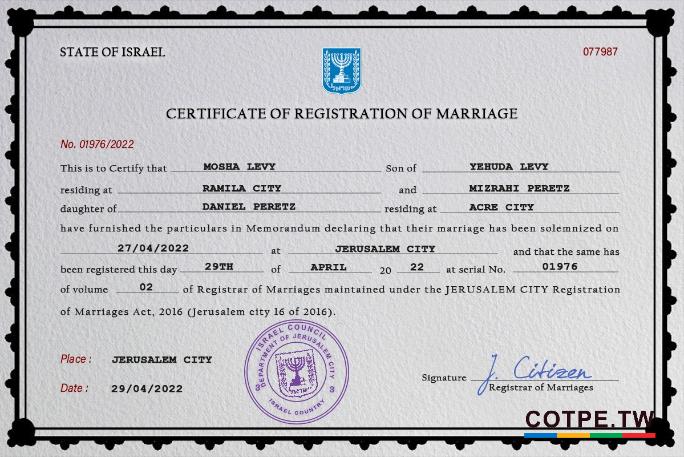 STATE OF ISRAEL
077987
CERTIFICATE OF REGISTRATION OF MARRIAGE
No. 01976/2022
This is to Certify that MOSHA LEVY Son of YEHUDA LEVY
residing at RAMILA CITY and MIZRAHI PERETZ
daughter of DANIEL PERETZ residing at ACRE CITY
have furnished the particulars in Memorandum declaring that their marriage has been solemnized on
27/04/2022 at JERUSALEM CITY and that the same has
been registered this day 29TH of APRIL 20 22 at serial No. 01976
of volume 02 of Registrar of Marriages maintained under the JERUSALEM CITY Registration
of Marriages Act, 2016 (Jerusalem city 16 of 2016).
ISRAEL COUNCIL
DEPARTMENT OF JERUSALEM CITY
ISRAEL COUNTRY
Place : JERUSALEM CITY
Date : 29/04/2022
Signature J. Citizen
Registrar of Marriages
COTPE.TW